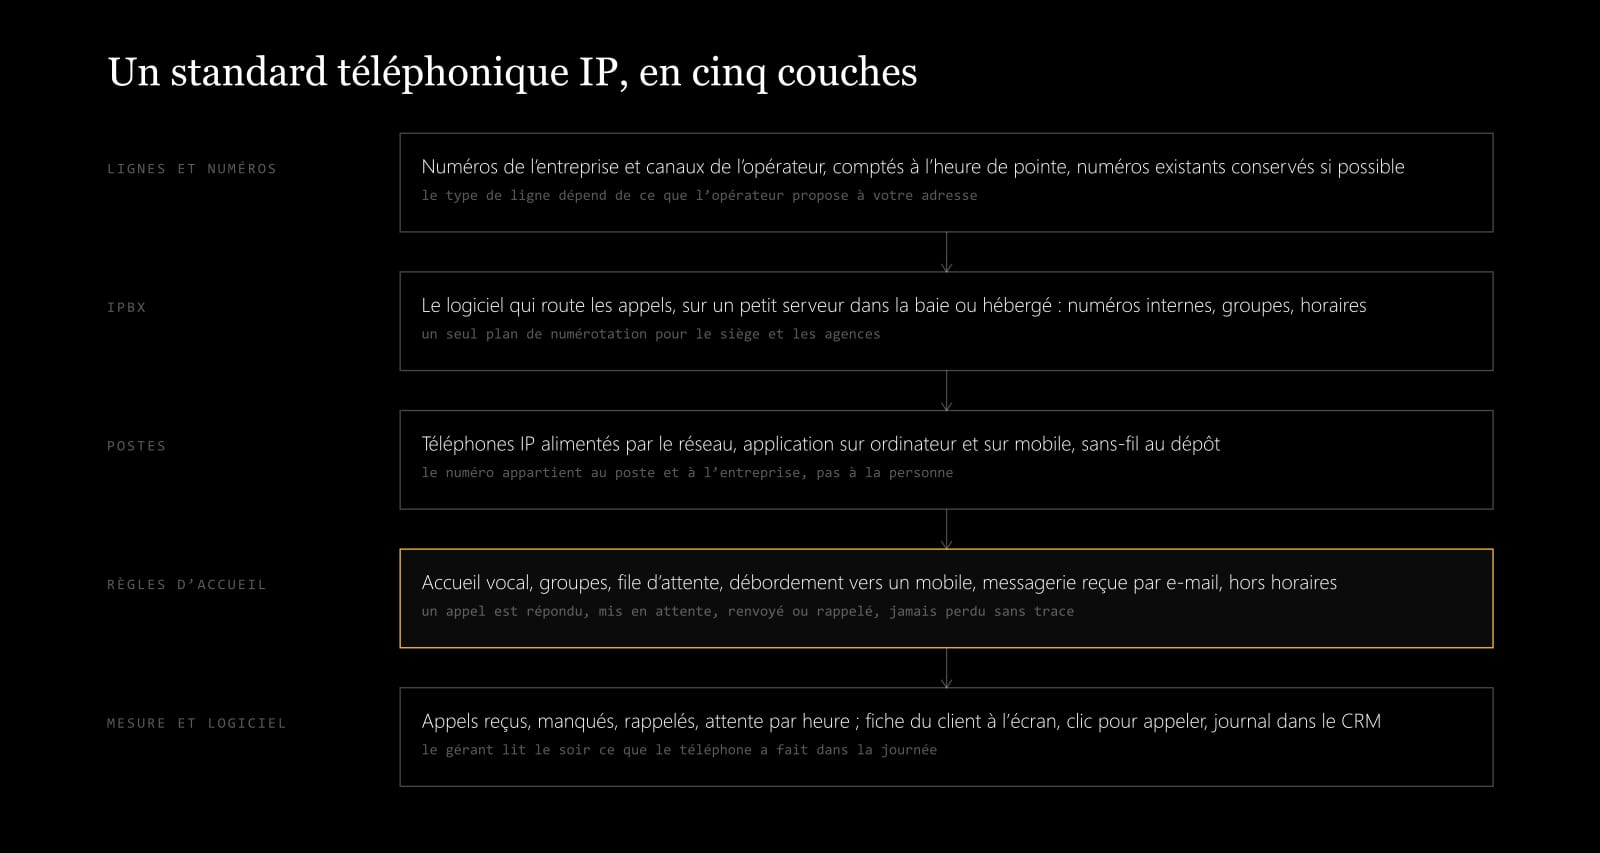 Un standard téléphonique IP, en cinq couches
LIGNES ET NUMÉROS
Numéros de l’entreprise et canaux de l’opérateur, comptés à l’heure de pointe, numéros existants conservés si possible
le type de ligne dépend de ce que l’opérateur propose à votre adresse
IPBX
Le logiciel qui route les appels, sur un petit serveur dans la baie ou hébergé : numéros internes, groupes, horaires
un seul plan de numérotation pour le siège et les agences
POSTES
Téléphones IP alimentés par le réseau, application sur ordinateur et sur mobile, sans-fil au dépôt
le numéro appartient au poste et à l’entreprise, pas à la personne
RÈGLES D’ACCUEIL
Accueil vocal, groupes, file d’attente, débordement vers un mobile, messagerie reçue par e-mail, hors horaires
un appel est répondu, mis en attente, renvoyé ou rappelé, jamais perdu sans trace
MESURE ET LOGICIEL
Appels reçus, manqués, rappelés, attente par heure ; fiche du client à l’écran, clic pour appeler, journal dans le CRM
le gérant lit le soir ce que le téléphone a fait dans la journée